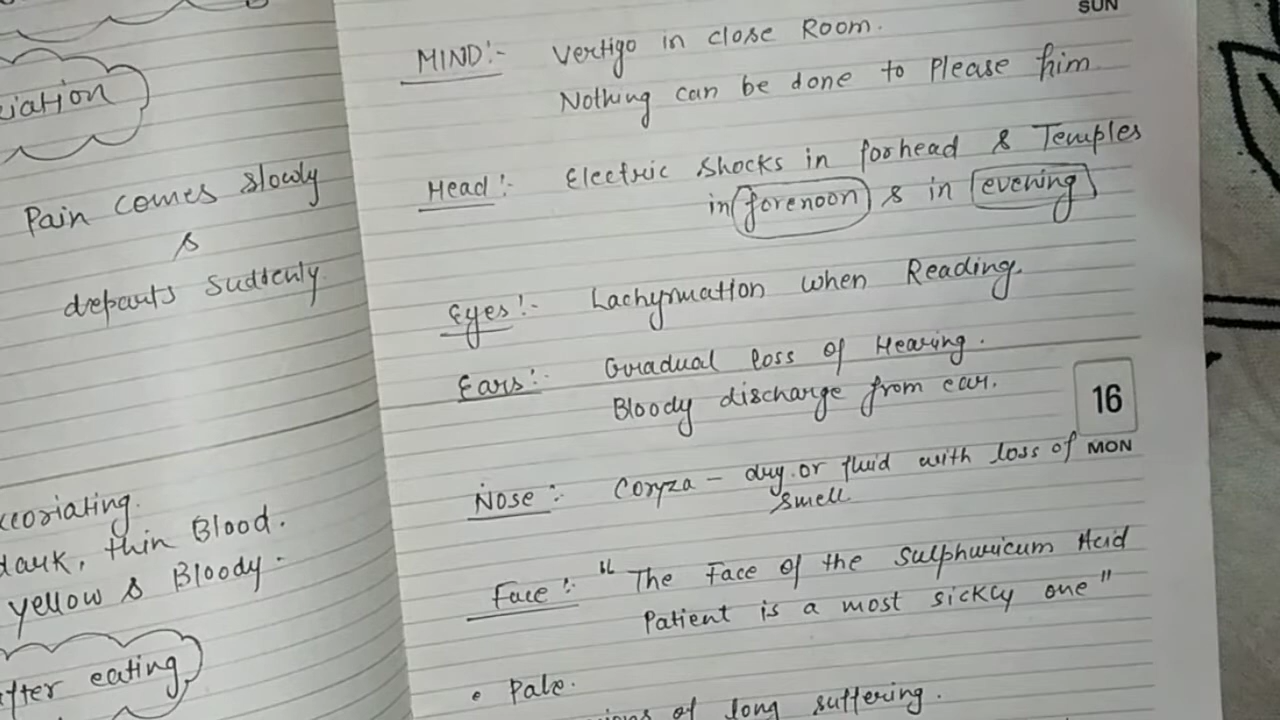 iation
Pain comes slowly
&
departs suddenly.
xcoriating.
dark, thin Blood.
yellow & Bloody.
after eating
SUN
MIND:- Vertigo in close Room.
Nothing can be done to Please him
Head:- Electric shocks in forhead & Temples
in forenoon & in evening
Eyes:- Lachrymation when Reading.
Ears:- Gradual loss of Hearing.
Bloody discharge from ear.
16
MON
Nose:- Coryza - dry or fluid with loss of
smell
Face:- "The Face of the Sulphuricum Acid
Patient is a most sickly one"
• Pale.
of long suffering.